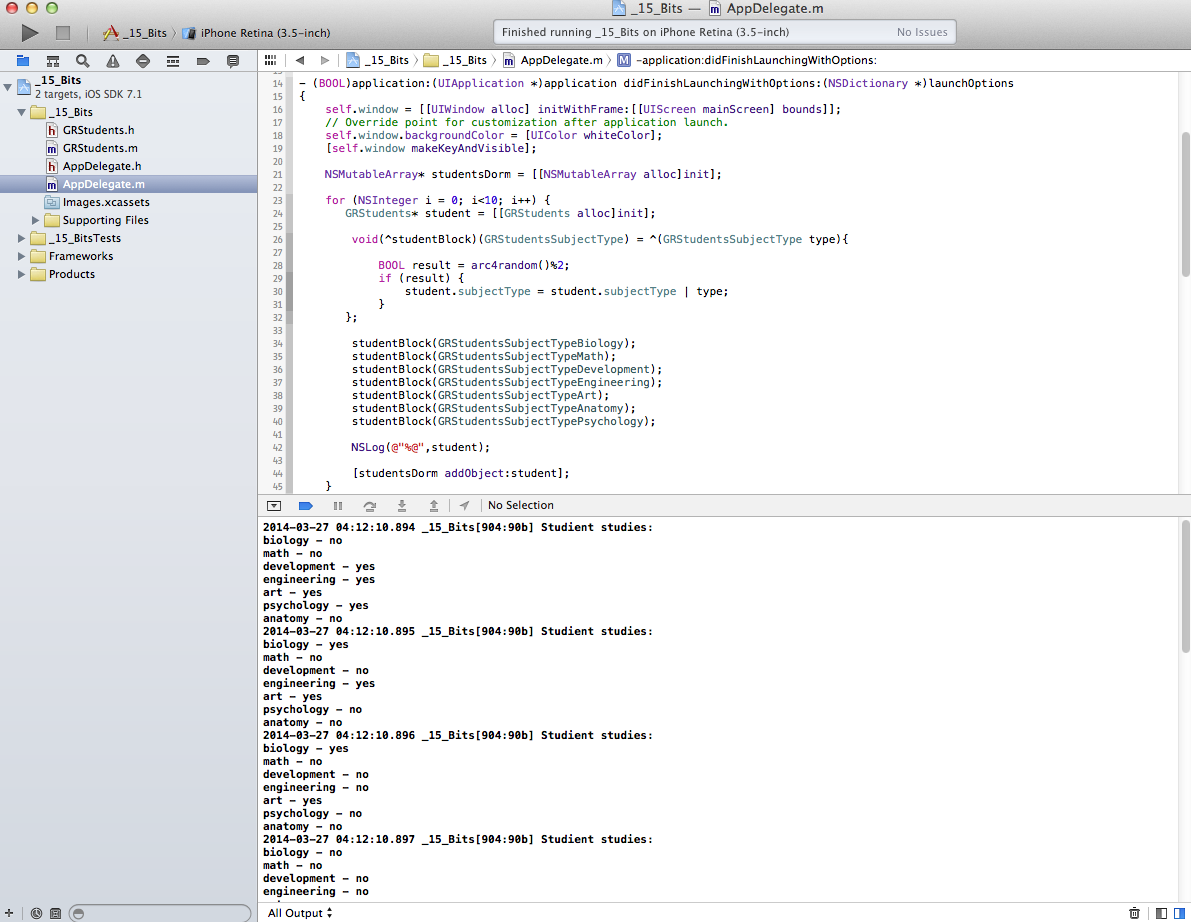 _15_Bits — AppDelegate.m
_15_Bits › iPhone Retina (3.5-inch)
Finished running _15_Bits on iPhone Retina (3.5-inch) No Issues
_15_Bits
2 targets, iOS SDK 7.1
_15_Bits
GRStudents.h
GRStudents.m
AppDelegate.h
AppDelegate.m
Images.xcassets
Supporting Files
_15_BitsTests
Frameworks
Products
_15_Bits › _15_Bits › AppDelegate.m › -application:didFinishLaunchingWithOptions:
14 - (BOOL)application:(UIApplication *)application didFinishLaunchingWithOptions:(NSDictionary *)launchOptions
15 {
16 self.window = [[UIWindow alloc] initWithFrame:[[UIScreen mainScreen] bounds]];
17 // Override point for customization after application launch.
18 self.window.backgroundColor = [UIColor whiteColor];
19 [self.window makeKeyAndVisible];
20
21 NSMutableArray* studentsDorm = [[NSMutableArray alloc]init];
22
23 for (NSInteger i = 0; i<10; i++) {
24 GRStudents* student = [[GRStudents alloc]init];
25
26 void(^studentBlock)(GRStudentsSubjectType) = ^(GRStudentsSubjectType type){
27
28 BOOL result = arc4random()%2;
29 if (result) {
30 student.subjectType = student.subjectType | type;
31 }
32 };
33
34 studentBlock(GRStudentsSubjectTypeBiology);
35 studentBlock(GRStudentsSubjectTypeMath);
36 studentBlock(GRStudentsSubjectTypeDevelopment);
37 studentBlock(GRStudentsSubjectTypeEngineering);
38 studentBlock(GRStudentsSubjectTypeArt);
39 studentBlock(GRStudentsSubjectTypeAnatomy);
40 studentBlock(GRStudentsSubjectTypePsychology);
41
42 NSLog(@"%@",student);
43
44 [studentsDorm addObject:student];
45 }
No Selection
2014-03-27 04:12:10.894 _15_Bits[904:90b] Studient studies:
biology - no
math - no
development - yes
engineering - yes
art - yes
psychology - yes
anatomy - no
2014-03-27 04:12:10.895 _15_Bits[904:90b] Studient studies:
biology - yes
math - no
development - no
engineering - yes
art - yes
psychology - no
anatomy - no
2014-03-27 04:12:10.896 _15_Bits[904:90b] Studient studies:
biology - yes
math - no
development - no
engineering - no
art - yes
psychology - no
anatomy - no
2014-03-27 04:12:10.897 _15_Bits[904:90b] Studient studies:
biology - no
math - no
development - no
engineering - no
All Output